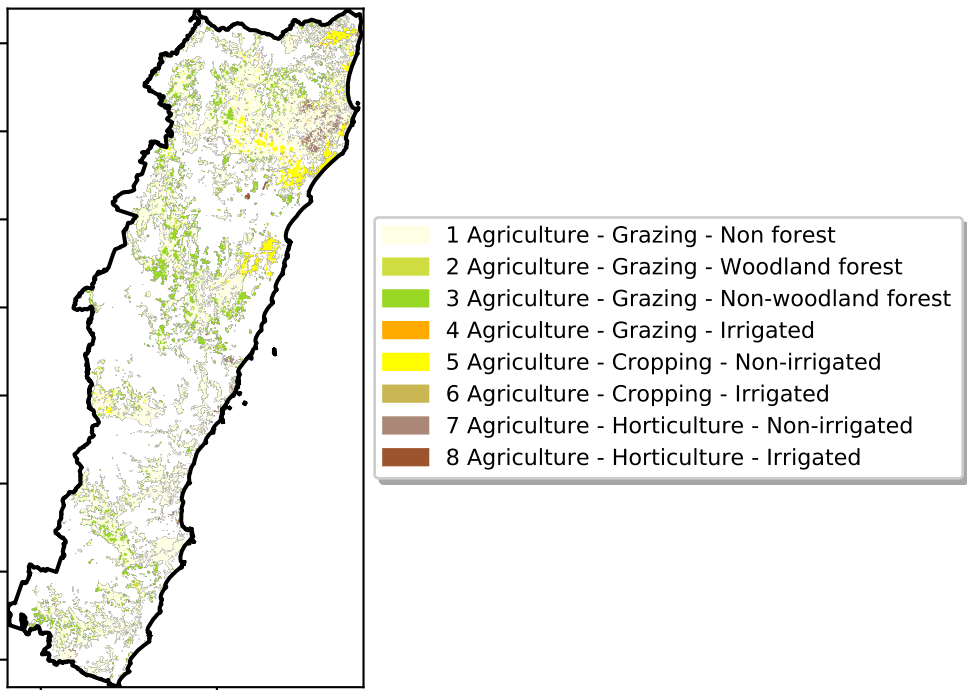 1 Agriculture - Grazing - Non forest
2 Agriculture - Grazing - Woodland forest
3 Agriculture - Grazing - Non-woodland forest
4 Agriculture - Grazing - Irrigated
5 Agriculture - Cropping - Non-irrigated
6 Agriculture - Cropping - Irrigated
7 Agriculture - Horticulture - Non-irrigated
8 Agriculture - Horticulture - Irrigated